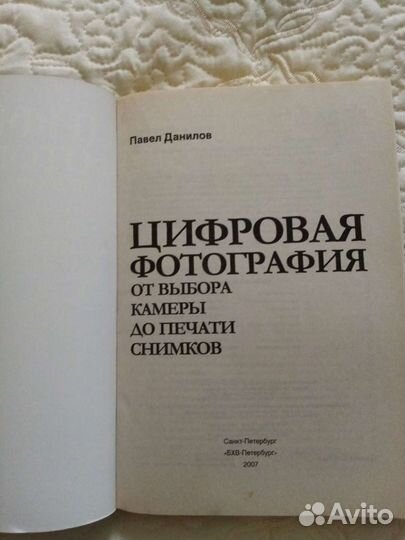 Павел Данилов
ЦИФРОВАЯ
ФОТОГРАФИЯ
ОТ ВЫБОРА
КАМЕРЫ
ДО ПЕЧАТИ
СНИМКОВ
Санкт-Петербург
«БХВ-Петербург»
2007
Avito